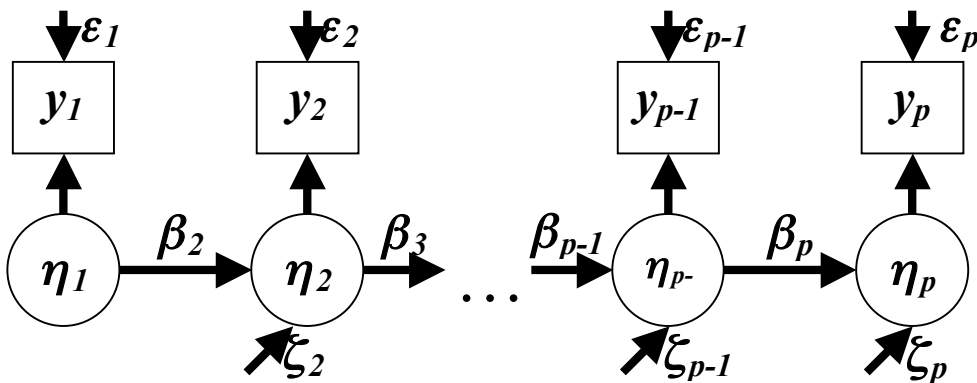 ε1 ε2 εp-1 εp
y1 y2 yp-1 yp
β2 β3 βp-1 βp
η1 η2 ... ηp- ηp
ζ2 ζp-1 ζp